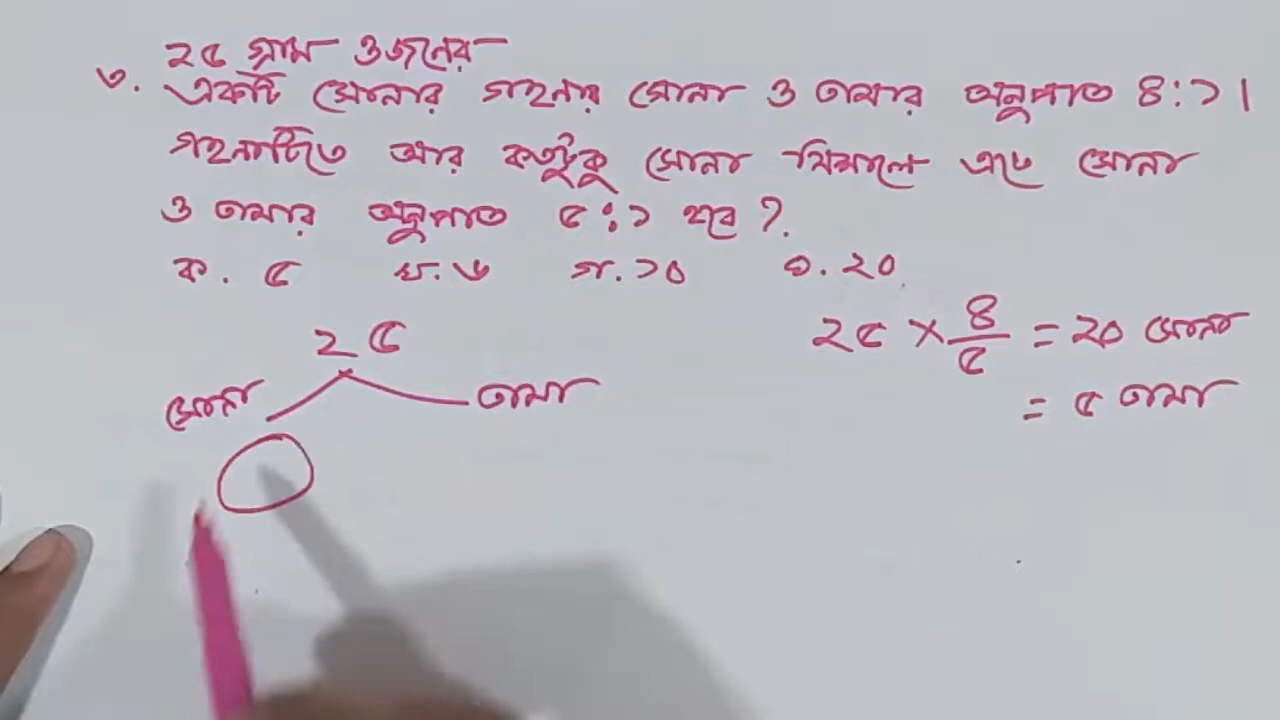 ২৫ গ্রাম ওজনের
৩. একটি সোনার গহনার সোনা ও তামার অনুপাত ৪:১।
গহনাটিতে আর কতটুকু সোনা মিশালে এতে সোনা
ও তামার অনুপাত ৫:১ হবে?
ক. ৫ খ. ৬ গ. ১০ ঘ. ২০
২৫
সোনা তামা
২৫ × ৪/৫ = ২০ সোনা
= ৫ তামা